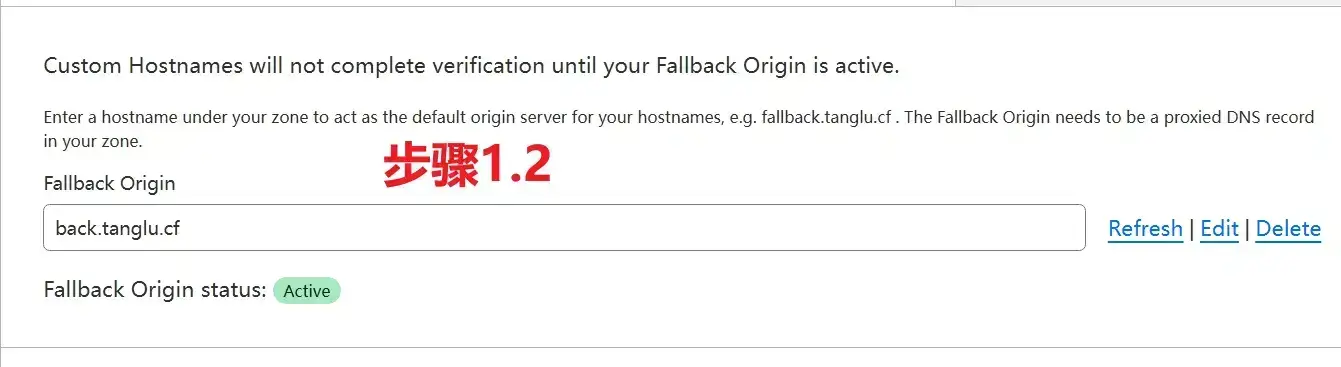 Custom Hostnames will not complete verification until your Fallback Origin is active.
Enter a hostname under your zone to act as the default origin server for your hostnames, e.g. fallback.tanglu.cf . The Fallback Origin needs to be a proxied DNS record
in your zone.
步骤1.2
Fallback Origin
back.tanglu.cf
Refresh | Edit | Delete
Fallback Origin status: Active